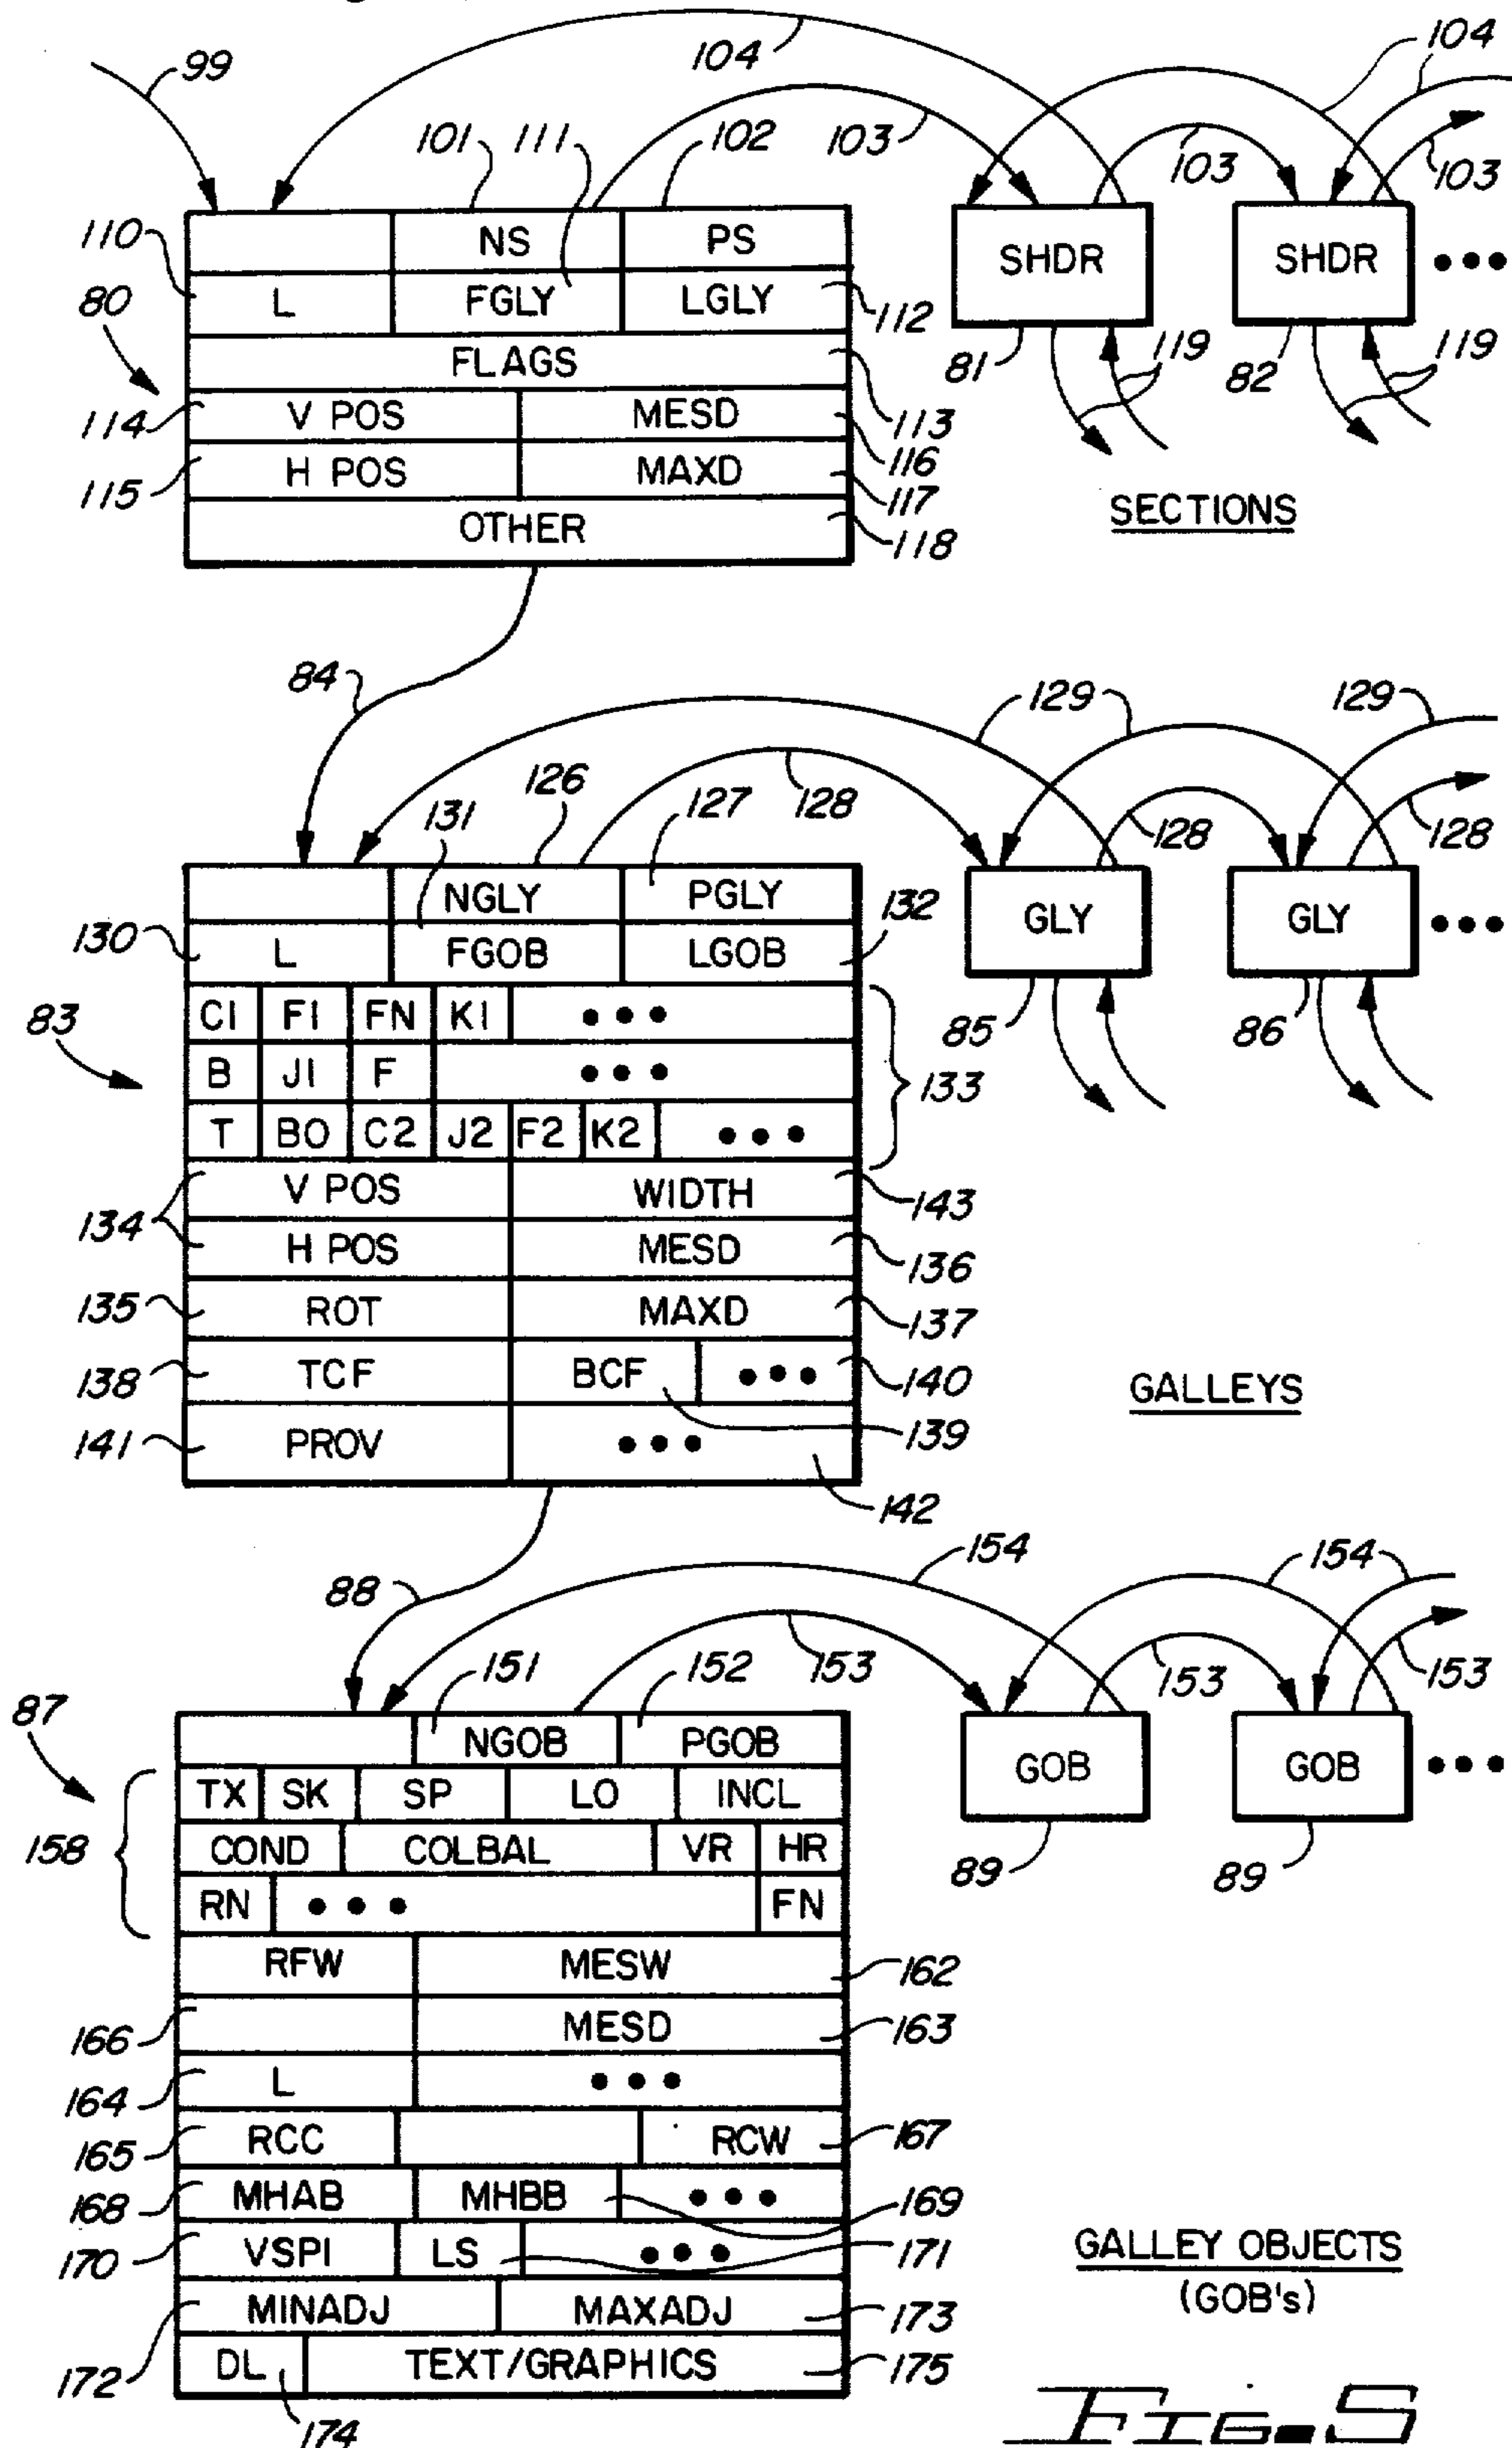 104
104
99
101 111 102 103 103 103
110 NS PS SHDR SHDR •••
80 L FGLY LGLY 112
FLAGS 81 119 82 119
114 V POS MESD 113
116
115 H POS MAXD 117
OTHER 118
SECTIONS
84 129 129
126 128
131 127 128 128
NGLY PGLY 132 GLY GLY •••
130 L FGOB LGOB
83 C1 F1 FN K1 ••• 85 86
B J1 F ••• 133
T BO C2 J2 F2 K2 •••
134 V POS WIDTH 143
H POS MESD 136
135 ROT MAXD 137
138 TCF BCF ••• 140
GALLEYS
141 PROV ••• 139
142
154 154
88
151 152 153 153 153
87 NGOB PGOB GOB GOB •••
TX SK SP LO INCL
158 COND COLBAL VR HR 89 89
RN ••• FN
RFW MESW 162
166 MESD 163
164 L •••
165 RCC RCW 167
168 MHAB MHBB ••• 169
170 VSPI LS ••• 171
GALLEY OBJECTS
(GOB's)
MINADJ MAXADJ 173
172 DL TEXT/GRAPHICS 175
174
FIG-5